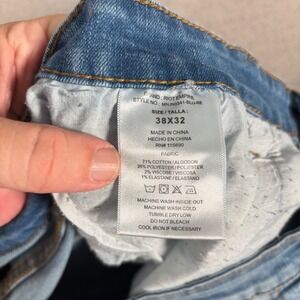 RIOT EMPIRE
STYLE NO.:
SIZE / TALLA :
38X32
MADE IN CHINA
HECHO EN CHINA
FABRIC
71% COTTON / ALGODON
26% POLYESTER / POLIESTER
2% VISCOSE / VISCOSA
1% ELASTANE / ELASTANO
MACHINE WASH INSIDE OUT
MACHINE WASH COLD
TUMBLE DRY LOW
DO NOT BLEACH
COOL IRON IF NECESSARY